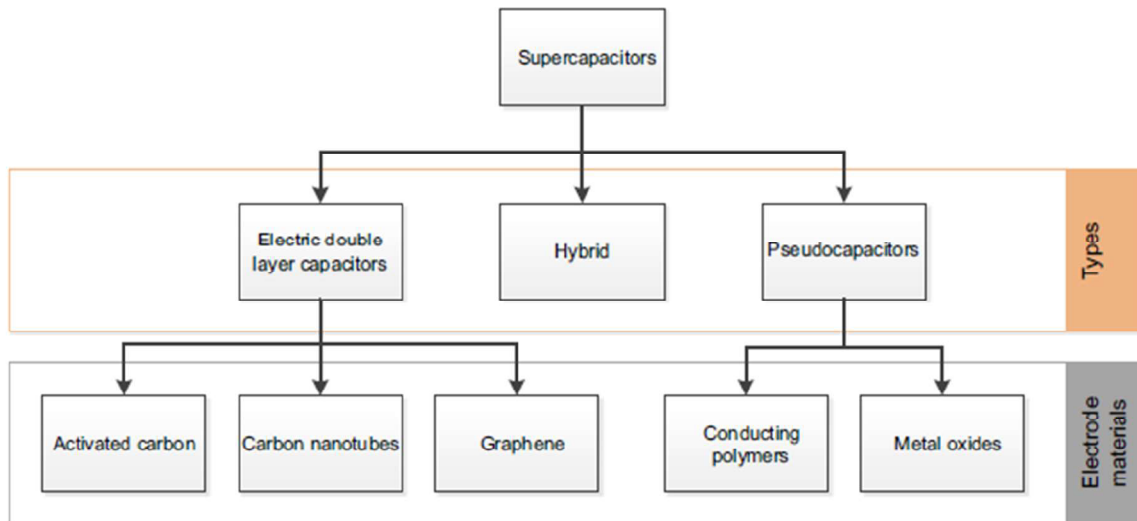 Supercapacitors
Electric double
layer capacitors
Hybrid
Pseudocapacitors
Types
Activated carbon
Carbon nanotubes
Graphene
Conducting
polymers
Metal oxides
Electrode
materials